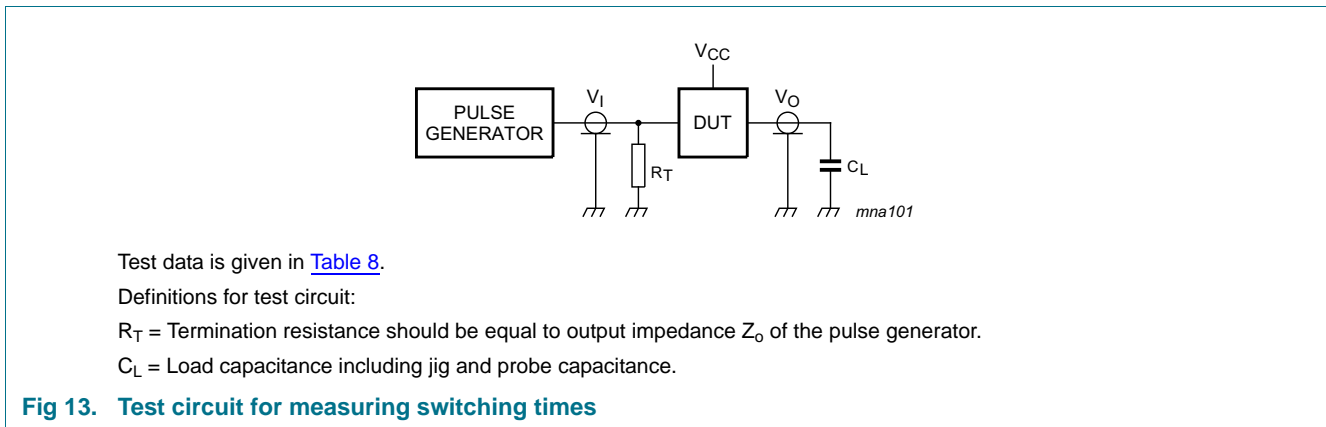 VCC
PULSE
GENERATOR
VI
DUT
VO
RT
CL
mna101
Test data is given in Table 8.
Definitions for test circuit:
RT = Termination resistance should be equal to output impedance Zo of the pulse generator.
CL = Load capacitance including jig and probe capacitance.
Fig 13. Test circuit for measuring switching times